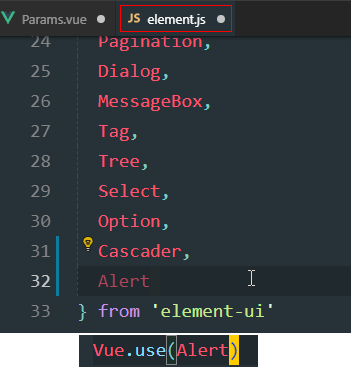 Params.vue
JS element.js
24 Pagination,
25 Dialog,
26 MessageBox,
27 Tag,
28 Tree,
29 Select,
30 Option,
31 Cascader,
32 Alert
33 } from 'element-ui'
Vue.use(Alert)